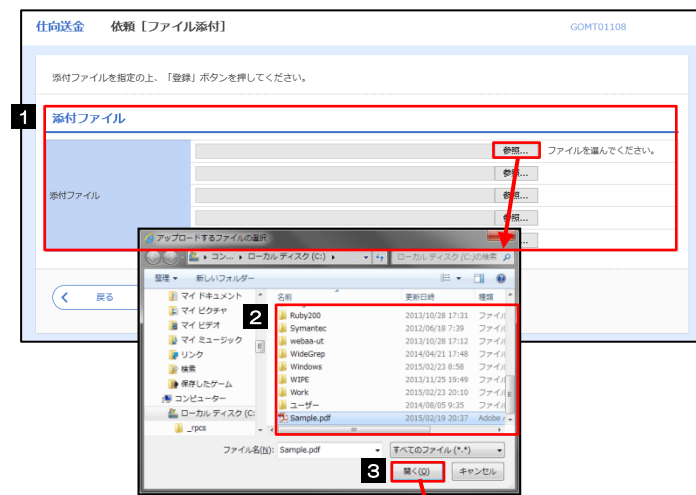 仕向送金 依頼［ファイル添付］ GOMT01108
添付ファイルを指定の上、「登録」ボタンを押してください。
1
添付ファイル
参照... ファイルを選んでください。
参照...
添付ファイル 参照...
参照...
アップロードするファイルの選択
コン... ローカル ディスク (C:) ローカル ディスク (C:)の検索
整理 新しいフォルダー
戻る
マイ ドキュメント
マイ ピクチャ
マイ ビデオ
マイ ミュージック
リンク
検索
保存したゲーム
コンピューター
ローカル ディスク (C:
_rpcs
2
名前 更新日時 種類
Ruby200 2013/10/28 17:31 ファイル
Symantec 2012/06/18 7:39 ファイル
webaa-ut 2013/10/28 17:12 ファイル
WideGrep 2014/04/21 17:48 ファイル
Windows 2015/02/23 8:58 ファイル
WIPE 2013/11/25 19:49 ファイル
Work 2015/02/23 20:10 ファイル
ユーザー 2014/08/05 9:35 ファイル
Sample.pdf 2015/02/19 20:37 Adobe
ファイル名(N): Sample.pdf すべてのファイル (*.*)
3
開く(O) キャンセル